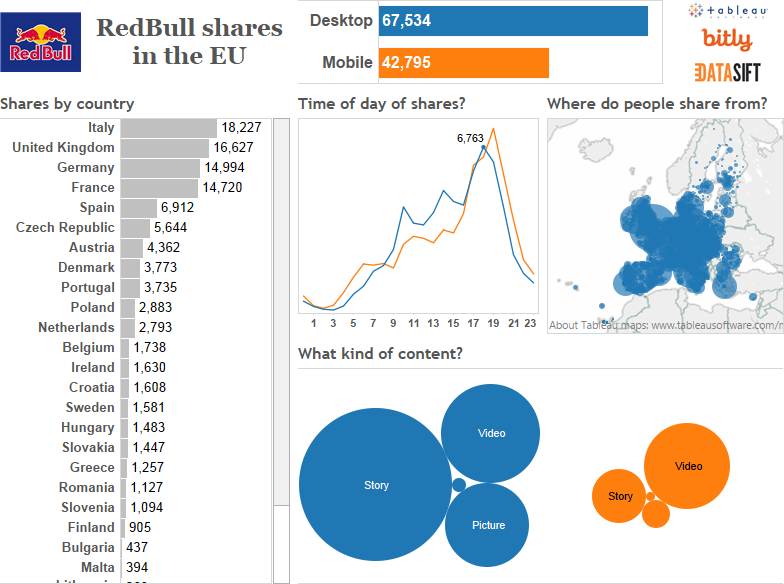 RedBull
RedBull shares
in the EU
Desktop 67,534
Mobile 42,795
+ a b l e a u
bitly
DATASIFT
Shares by country
Italy 18,227
United Kingdom 16,627
Germany 14,994
France 14,720
Spain 6,912
Czech Republic 5,644
Austria 4,362
Denmark 3,773
Portugal 3,735
Poland 2,883
Netherlands 2,793
Belgium 1,738
Ireland 1,630
Croatia 1,608
Sweden 1,581
Hungary 1,483
Slovakia 1,447
Greece 1,257
Romania 1,127
Slovenia 1,094
Finland 905
Bulgaria 437
Malta 394
Time of day of shares?
6,763
1 3 5 7 9 11 13 15 17 19 21 23
Where do people share from?
About Tableau maps: www.tableausoftware.com/
What kind of content?
Story
Video
Picture
Story
Video